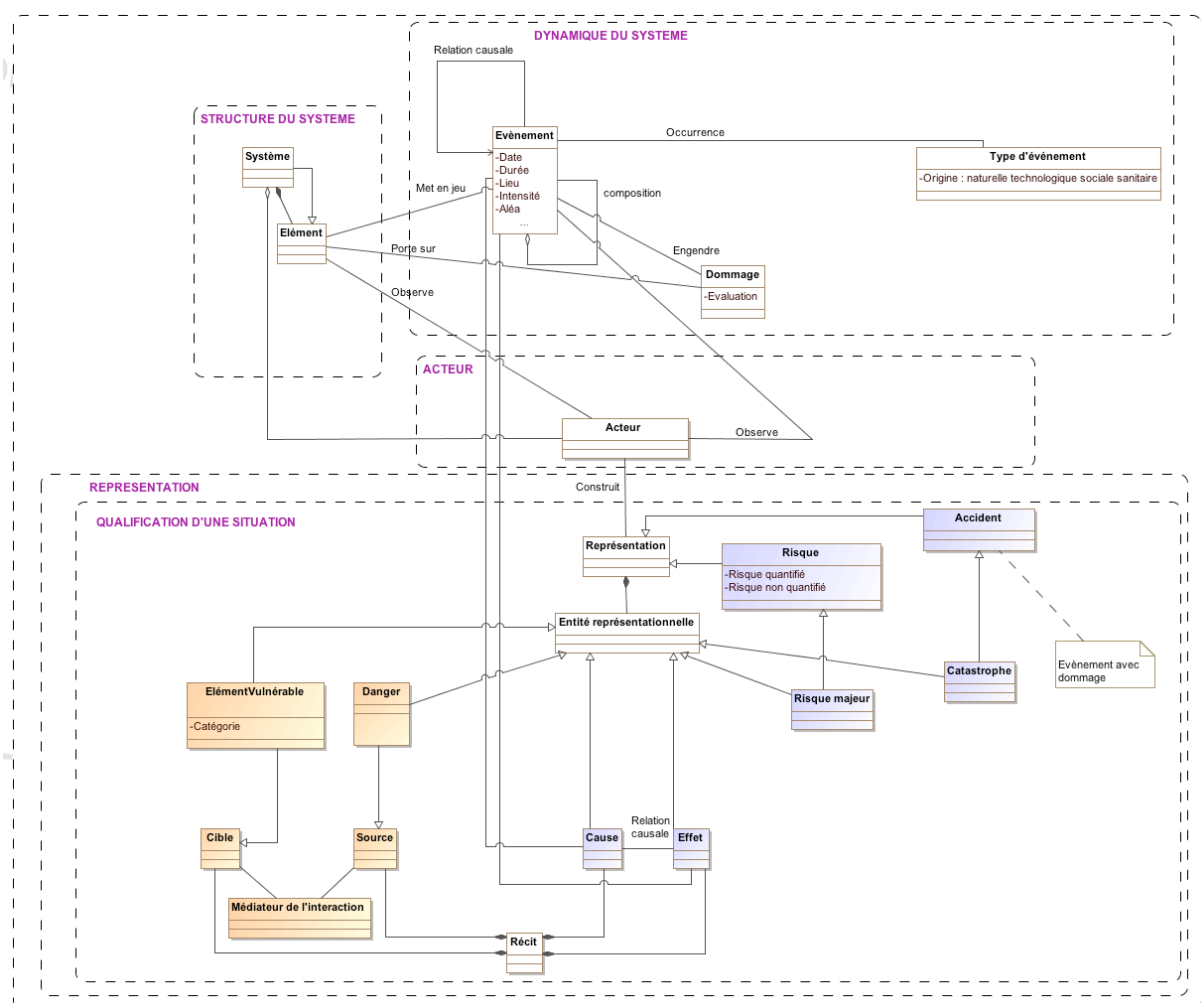 DYNAMIQUE DU SYSTEME
Relation causale
STRUCTURE DU SYSTEME
Evènement
-Date
-Durée
-Lieu
-Intensité
-Aléa
...
Occurrence
Type d'événement
-Origine : naturelle technologique sociale sanitaire
Système
Met en jeu
composition
Elément
Porte sur
Engendre
Dommage
-Evaluation
Observe
ACTEUR
Acteur
Observe
REPRESENTATION
Construit
QUALIFICATION D'UNE SITUATION
Accident
Représentation
Risque
-Risque quantifié
-Risque non quantifié
Entité représentationnelle
Evènement avec
dommage
Catastrophe
ElémentVulnérable
-Catégorie
Danger
Risque majeur
Relation
causale
Cible
Source
Cause
Effet
Médiateur de l'interaction
Récit